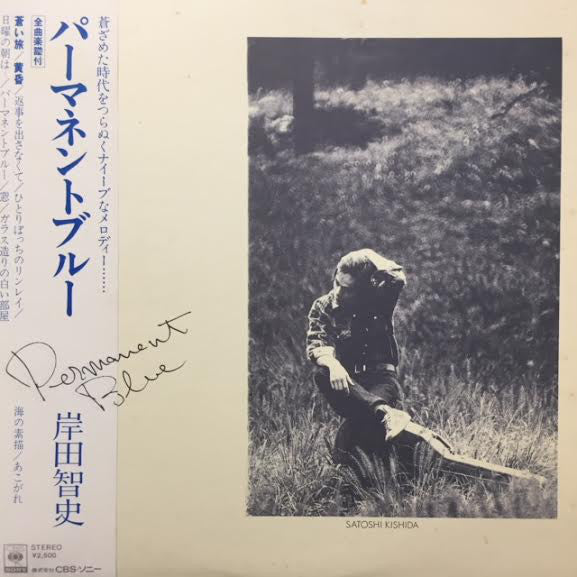 蒼ざめた時代をつらぬくナイーブなメロディー……
パーマネントブルー
全曲楽譜付
蒼い旅／黄昏／返事を出さなくて／ひとりぼっちのリンレイ／
日曜の朝は…／パーマネントブルー／窓／ガラス造りの白い部屋
海の素描／あこがれ
Permanent
Blue
岸田智史
SONY
STEREO
¥2,500
株式会社 CBS・ソニー
SATOSHI KISHIDA